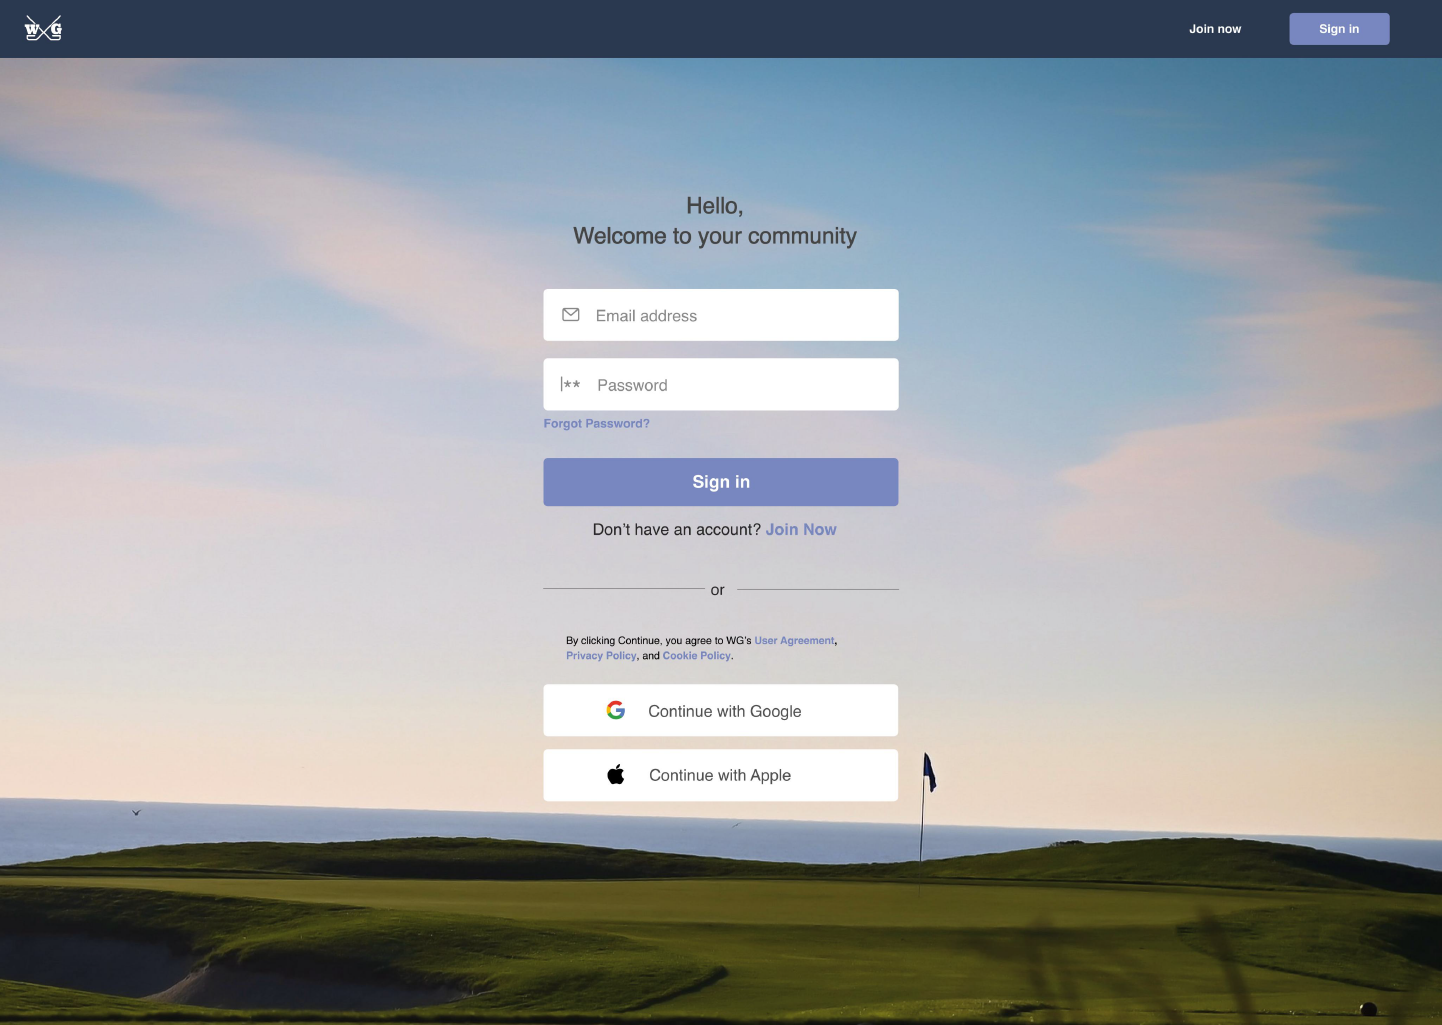 WG
Join now
Sign in
Hello,
Welcome to your community
Email address
|** Password
Forgot Password?
Sign in
Don't have an account? Join Now
or
By clicking Continue, you agree to WG's User Agreement,
Privacy Policy, and Cookie Policy.
Continue with Google
Continue with Apple